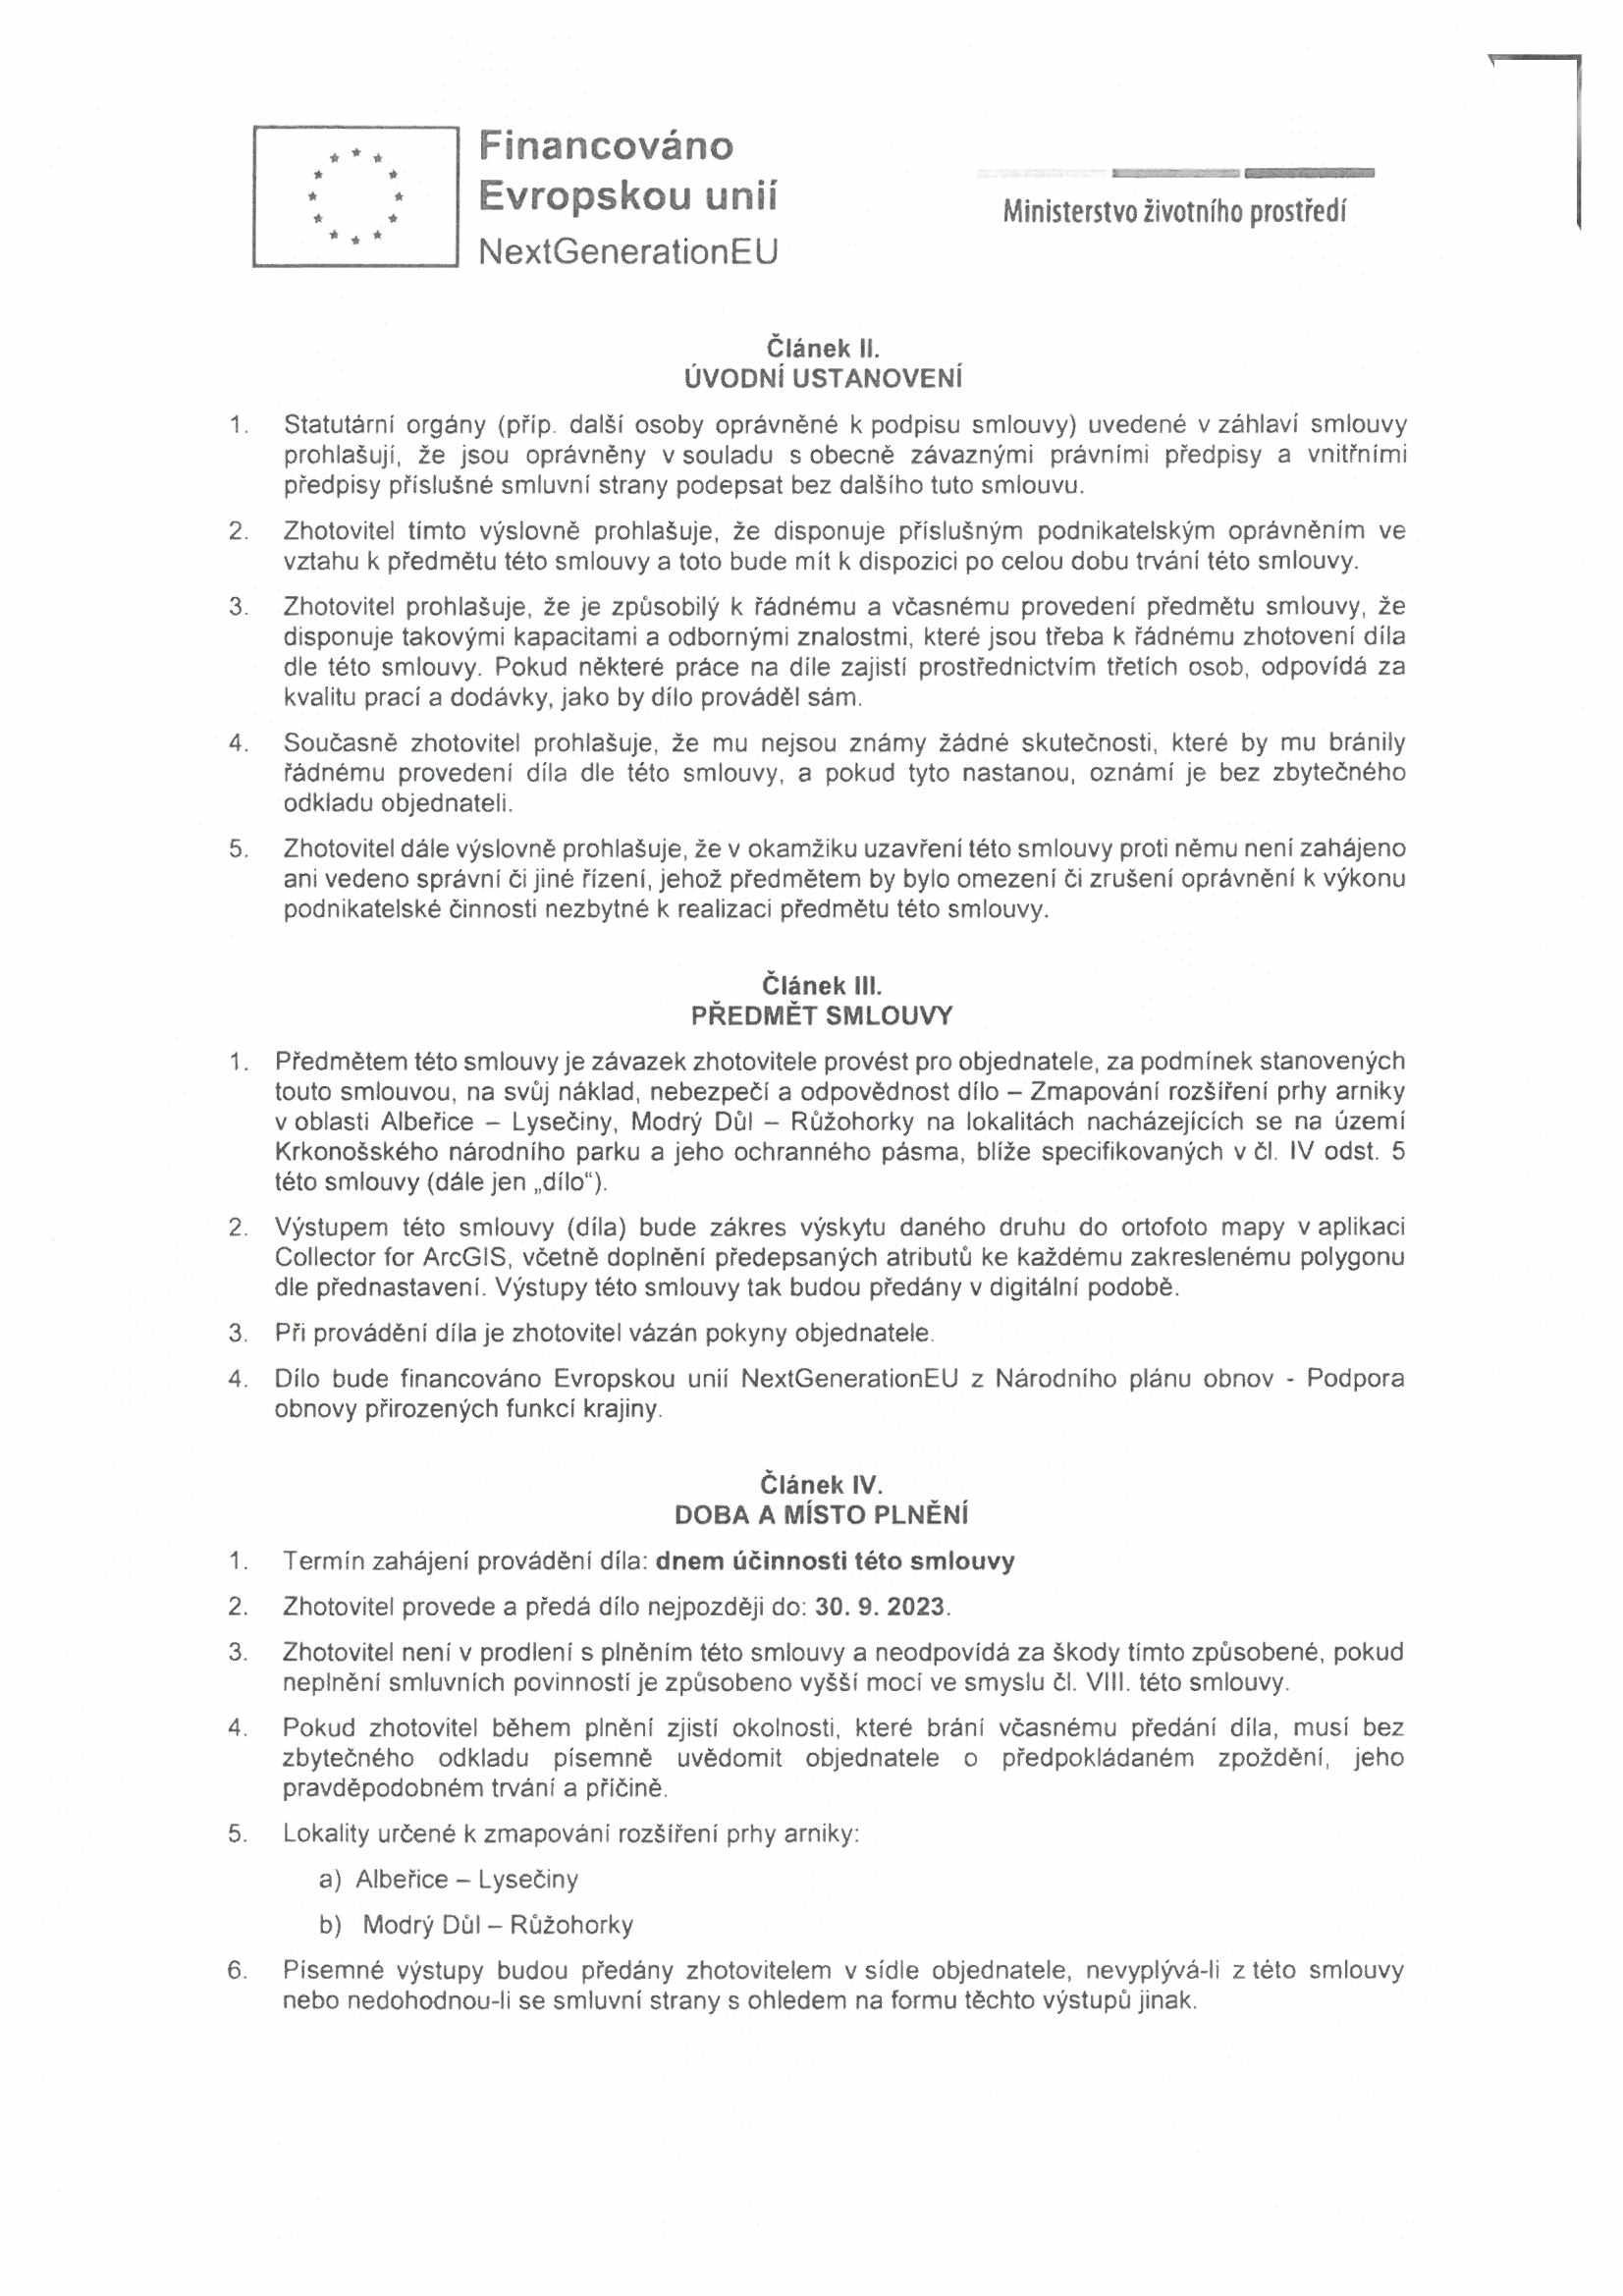 Financováno
Evropskou unií
NextGenerationEU
Ministerstvo životního prostředí
Článek II.
ÚVODNÍ USTANOVENÍ
1. Statutární orgány (příp. další osoby oprávněné k podpisu smlouvy) uvedené v záhlaví smlouvy
prohlašují, že jsou oprávněny v souladu s obecně závaznými právními předpisy a vnitřními
předpisy příslušné smluvní strany podepsat bez dalšího tuto smlouvu.
2. Zhotovitel tímto výslovně prohlašuje, že disponuje příslušným podnikatelským oprávněním ve
vztahu k předmětu této smlouvy a toto bude mít k dispozici po celou dobu trvání této smlouvy.
3. Zhotovitel prohlašuje, že je způsobilý k řádnému a včasnému provedení předmětu smlouvy, že
disponuje takovými kapacitami a odbornými znalostmi, které jsou třeba k řádnému zhotovení díla
dle této smlouvy. Pokud některé práce na díle zajistí prostřednictvím třetích osob, odpovídá za
kvalitu prací a dodávky, jako by dílo prováděl sám.
4. Současně zhotovitel prohlašuje, že mu nejsou známy žádné skutečnosti, které by mu bránily
řádnému provedení díla dle této smlouvy, a pokud tyto nastanou, oznámí je bez zbytečného
odkladu objednateli.
5. Zhotovitel dále výslovně prohlašuje, že v okamžiku uzavření této smlouvy proti němu není zahájeno
ani vedeno správní či jiné řízení, jehož předmětem by bylo omezení či zrušení oprávnění k výkonu
podnikatelské činnosti nezbytné k realizaci předmětu této smlouvy.
Článek III.
PŘEDMĚT SMLOUVY
1. Předmětem této smlouvy je závazek zhotovitele provést pro objednatele, za podmínek stanovených
touto smlouvou, na svůj náklad, nebezpečí a odpovědnost dílo – Zmapování rozšíření prhy arniky
v oblasti Albeřice – Lysečiny, Modrý Důl – Růžohorky na lokalitách nacházejících se na území
Krkonošského národního parku a jeho ochranného pásma, blíže specifikovaných v čl. IV odst. 5
této smlouvy (dále jen „dílo“).
2. Výstupem této smlouvy (díla) bude zákres výskytu daného druhu do ortofoto mapy v aplikaci
Collector for ArcGIS, včetně doplnění předepsaných atributů ke každému zakreslenému polygonu
dle přednastavení. Výstupy této smlouvy tak budou předány v digitální podobě.
3. Při provádění díla je zhotovitel vázán pokyny objednatele.
4. Dílo bude financováno Evropskou unií NextGenerationEU z Národního plánu obnov - Podpora
obnovy přirozených funkcí krajiny.
Článek IV.
DOBA A MÍSTO PLNĚNÍ
1. Termín zahájení provádění díla: dnem účinnosti této smlouvy
2. Zhotovitel provede a předá dílo nejpozději do: 30. 9. 2023.
3. Zhotovitel není v prodlení s plněním této smlouvy a neodpovídá za škody tímto způsobené, pokud
neplnění smluvních povinností je způsobeno vyšší mocí ve smyslu čl. VIII. této smlouvy.
4. Pokud zhotovitel během plnění zjistí okolnosti, které brání včasnému předání díla, musí bez
zbytečného odkladu písemně uvědomit objednatele o předpokládaném zpoždění, jeho
pravděpodobném trvání a příčině.
5. Lokality určené k zmapování rozšíření prhy arniky:
a) Albeřice – Lysečiny
b) Modrý Důl – Růžohorky
6. Písemné výstupy budou předány zhotovitelem v sídle objednatele, nevyplývá-li z této smlouvy
nebo nedohodnou-li se smluvní strany s ohledem na formu těchto výstupů jinak.